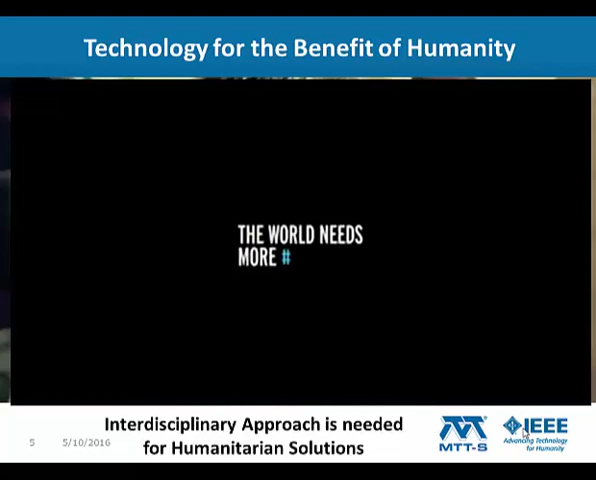 Technology for the Benefit of Humanity
THE WORLD NEEDS
MORE #
Interdisciplinary Approach is needed
for Humanitarian Solutions
5
5/10/2016
MTT-S
IEEE
Advancing Technology
for Humanity